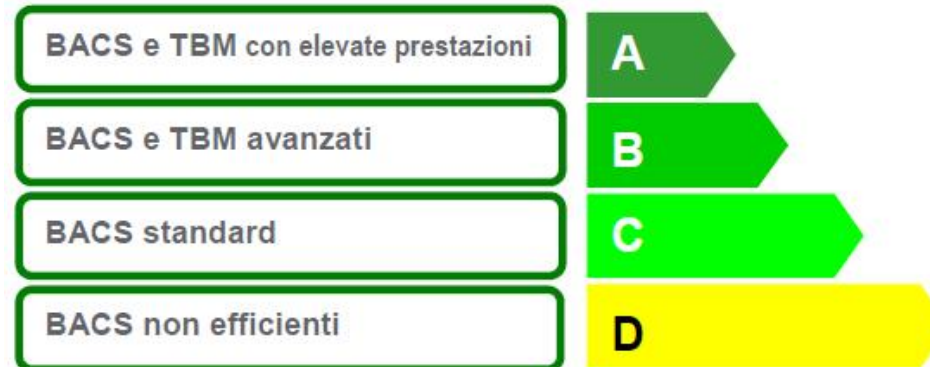 BACS e TBM con elevate prestazioni A
BACS e TBM avanzati B
BACS standard C
BACS non efficienti D